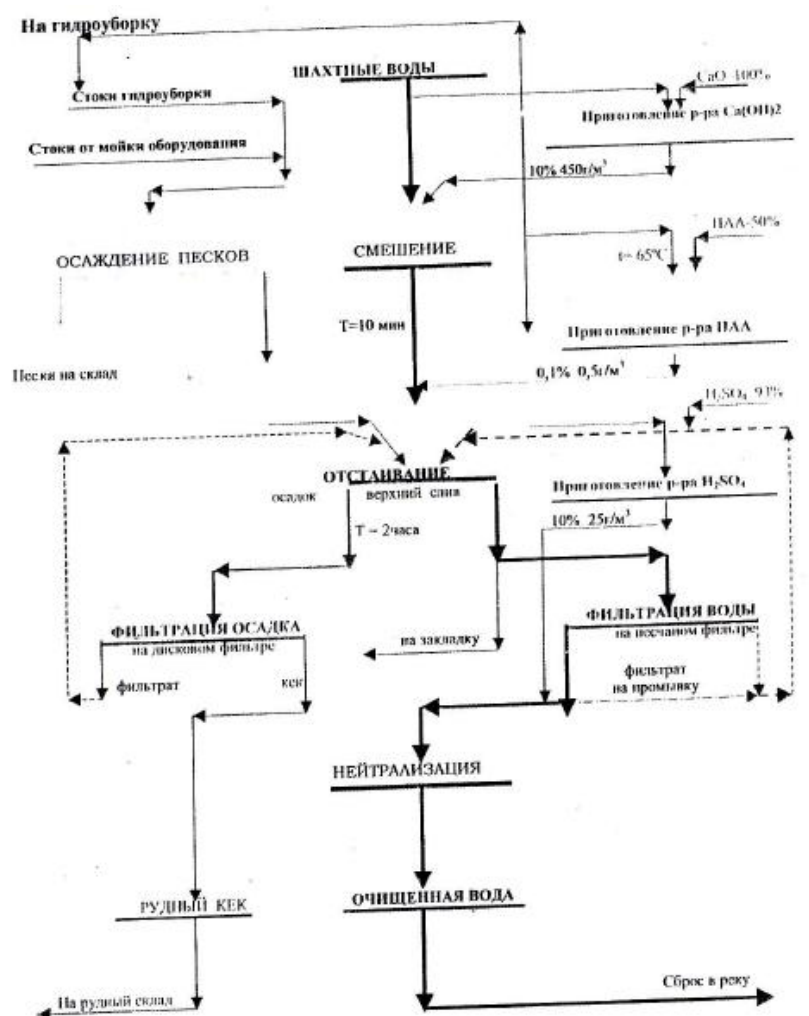 На гидроуборку
ШАХТНЫЕ ВОДЫ
CaO 100%
Стоки гидроуборки
Приготовление р-ра Ca(OH)2
Стоки от мойки оборудования
10% 450г/м³
ПАА-50%
ОСАЖДЕНИЕ ПЕСКОВ
СМЕШЕНИЕ
t= 65°C
T=10 мин
Приготовление р-ра ПАА
Пески на склад
0,1% 0,5г/м³
H₂SO₄ 93%
ОТСТАИВАНИЕ
осадок
верхний слив
Приготовление р-ра H₂SO₄
T = 2часа
10% 25г/м³
ФИЛЬТРАЦИЯ ОСАДКА
на дисковом фильтре
ФИЛЬТРАЦИЯ ВОДЫ
на песчаном фильтре
на закладку
фильтрат
кек
фильтрат
на промывку
НЕЙТРАЛИЗАЦИЯ
РУДНЫЙ КЕК
ОЧИЩЕННАЯ ВОДА
На рудный склад
Сброс в реку